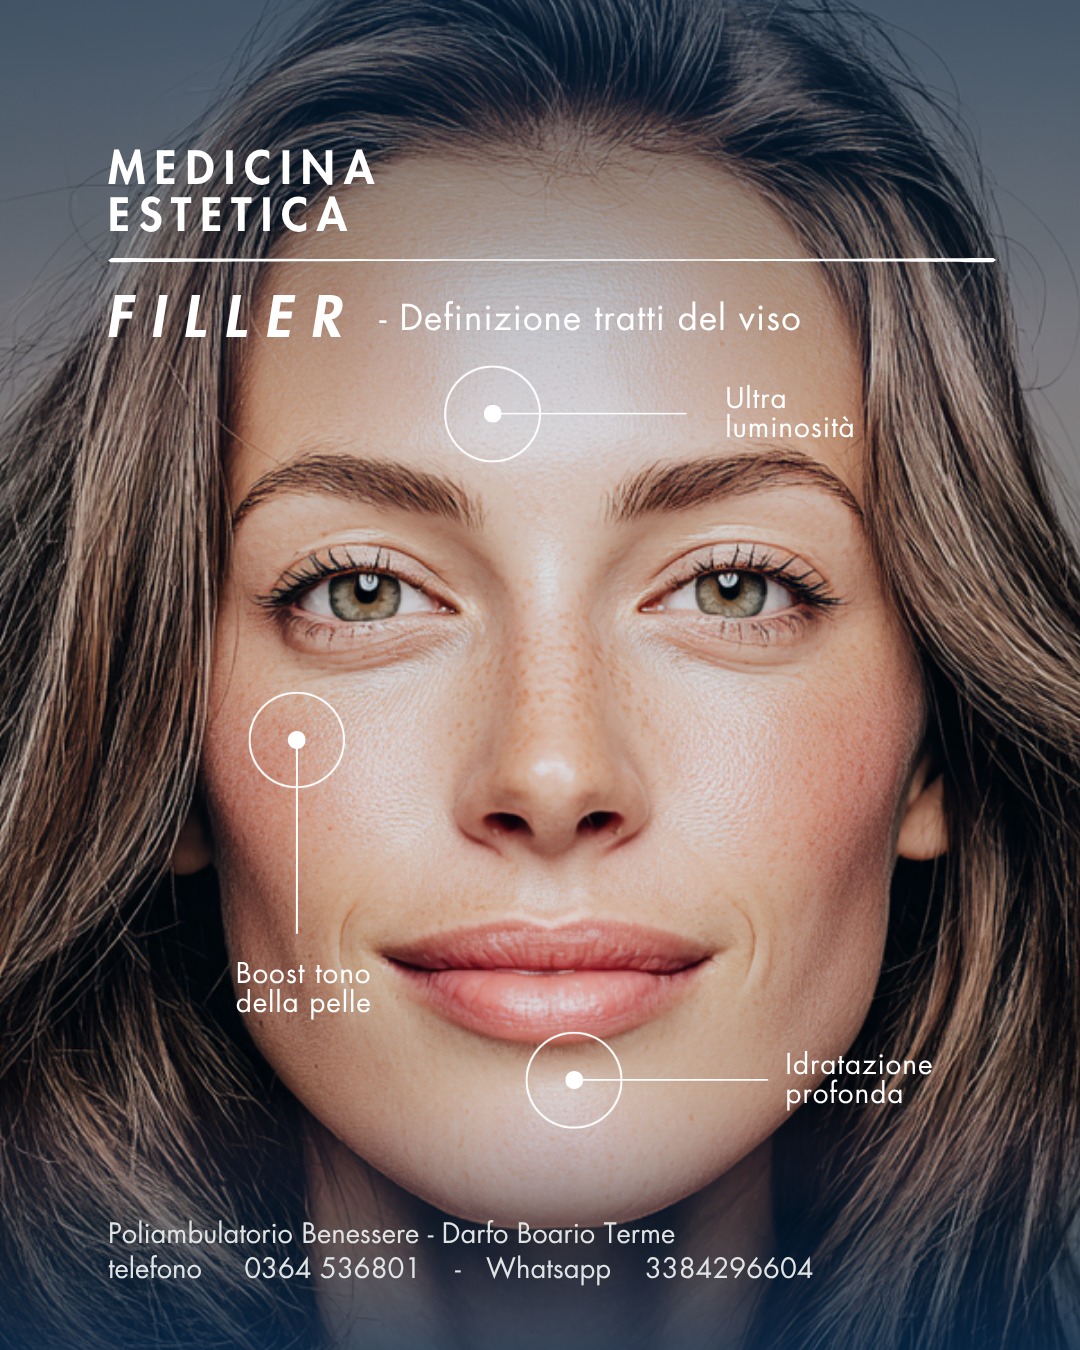 MEDICINA
ESTETICA
FILLER - Definizione tratti del viso
Ultra
luminosità
Boost tono
della pelle
Idratazione
profonda
Poliambulatorio Benessere - Darfo Boario Terme
telefono 0364 536801 - Whatsapp 3384296604